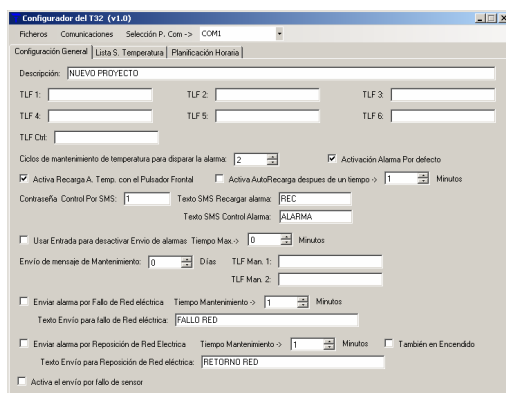 Configurador del T32 (v1.0)
Ficheros Comunicaciones Selección P. Com -> COM1
Configuración General Lista S. Temperatura Planificación Horaria
Descripción: NUEVO PROYECTO
TLF 1: TLF 2: TLF 3:
TLF 4: TLF 5: TLF 6:
TLF Ctrl:
Ciclos de mantenimiento de temperatura para disparar la alarma: 2 Activación Alarma Por defecto
Activa Recarga A. Temp. con el Pulsador Frontal Activa AutoRecarga despues de un tiempo -> 1 Minutos
Contraseña Control Por SMS: 1 Texto SMS Recargar alarma: REC
Texto SMS Control Alarma: ALARMA
Usar Entrada para desactivar Envio de alarmas Tiempo Max.-> 0 Minutos
Envío de mensaje de Mantenimiento: 0 Días TLF Man. 1:
TLF Man. 2:
Enviar alarma por Fallo de Red eléctrica Tiempo Mantenimiento -> 1 Minutos
Texto Envío para fallo de Red eléctrica: FALLO RED
Enviar alarma por Reposición de Red Electrica Tiempo Mantenimiento -> 1 Minutos También en Encendido
Texto Envío para Reposición de Red eléctrica: RETORNO RED
Activa el envío por fallo de sensor